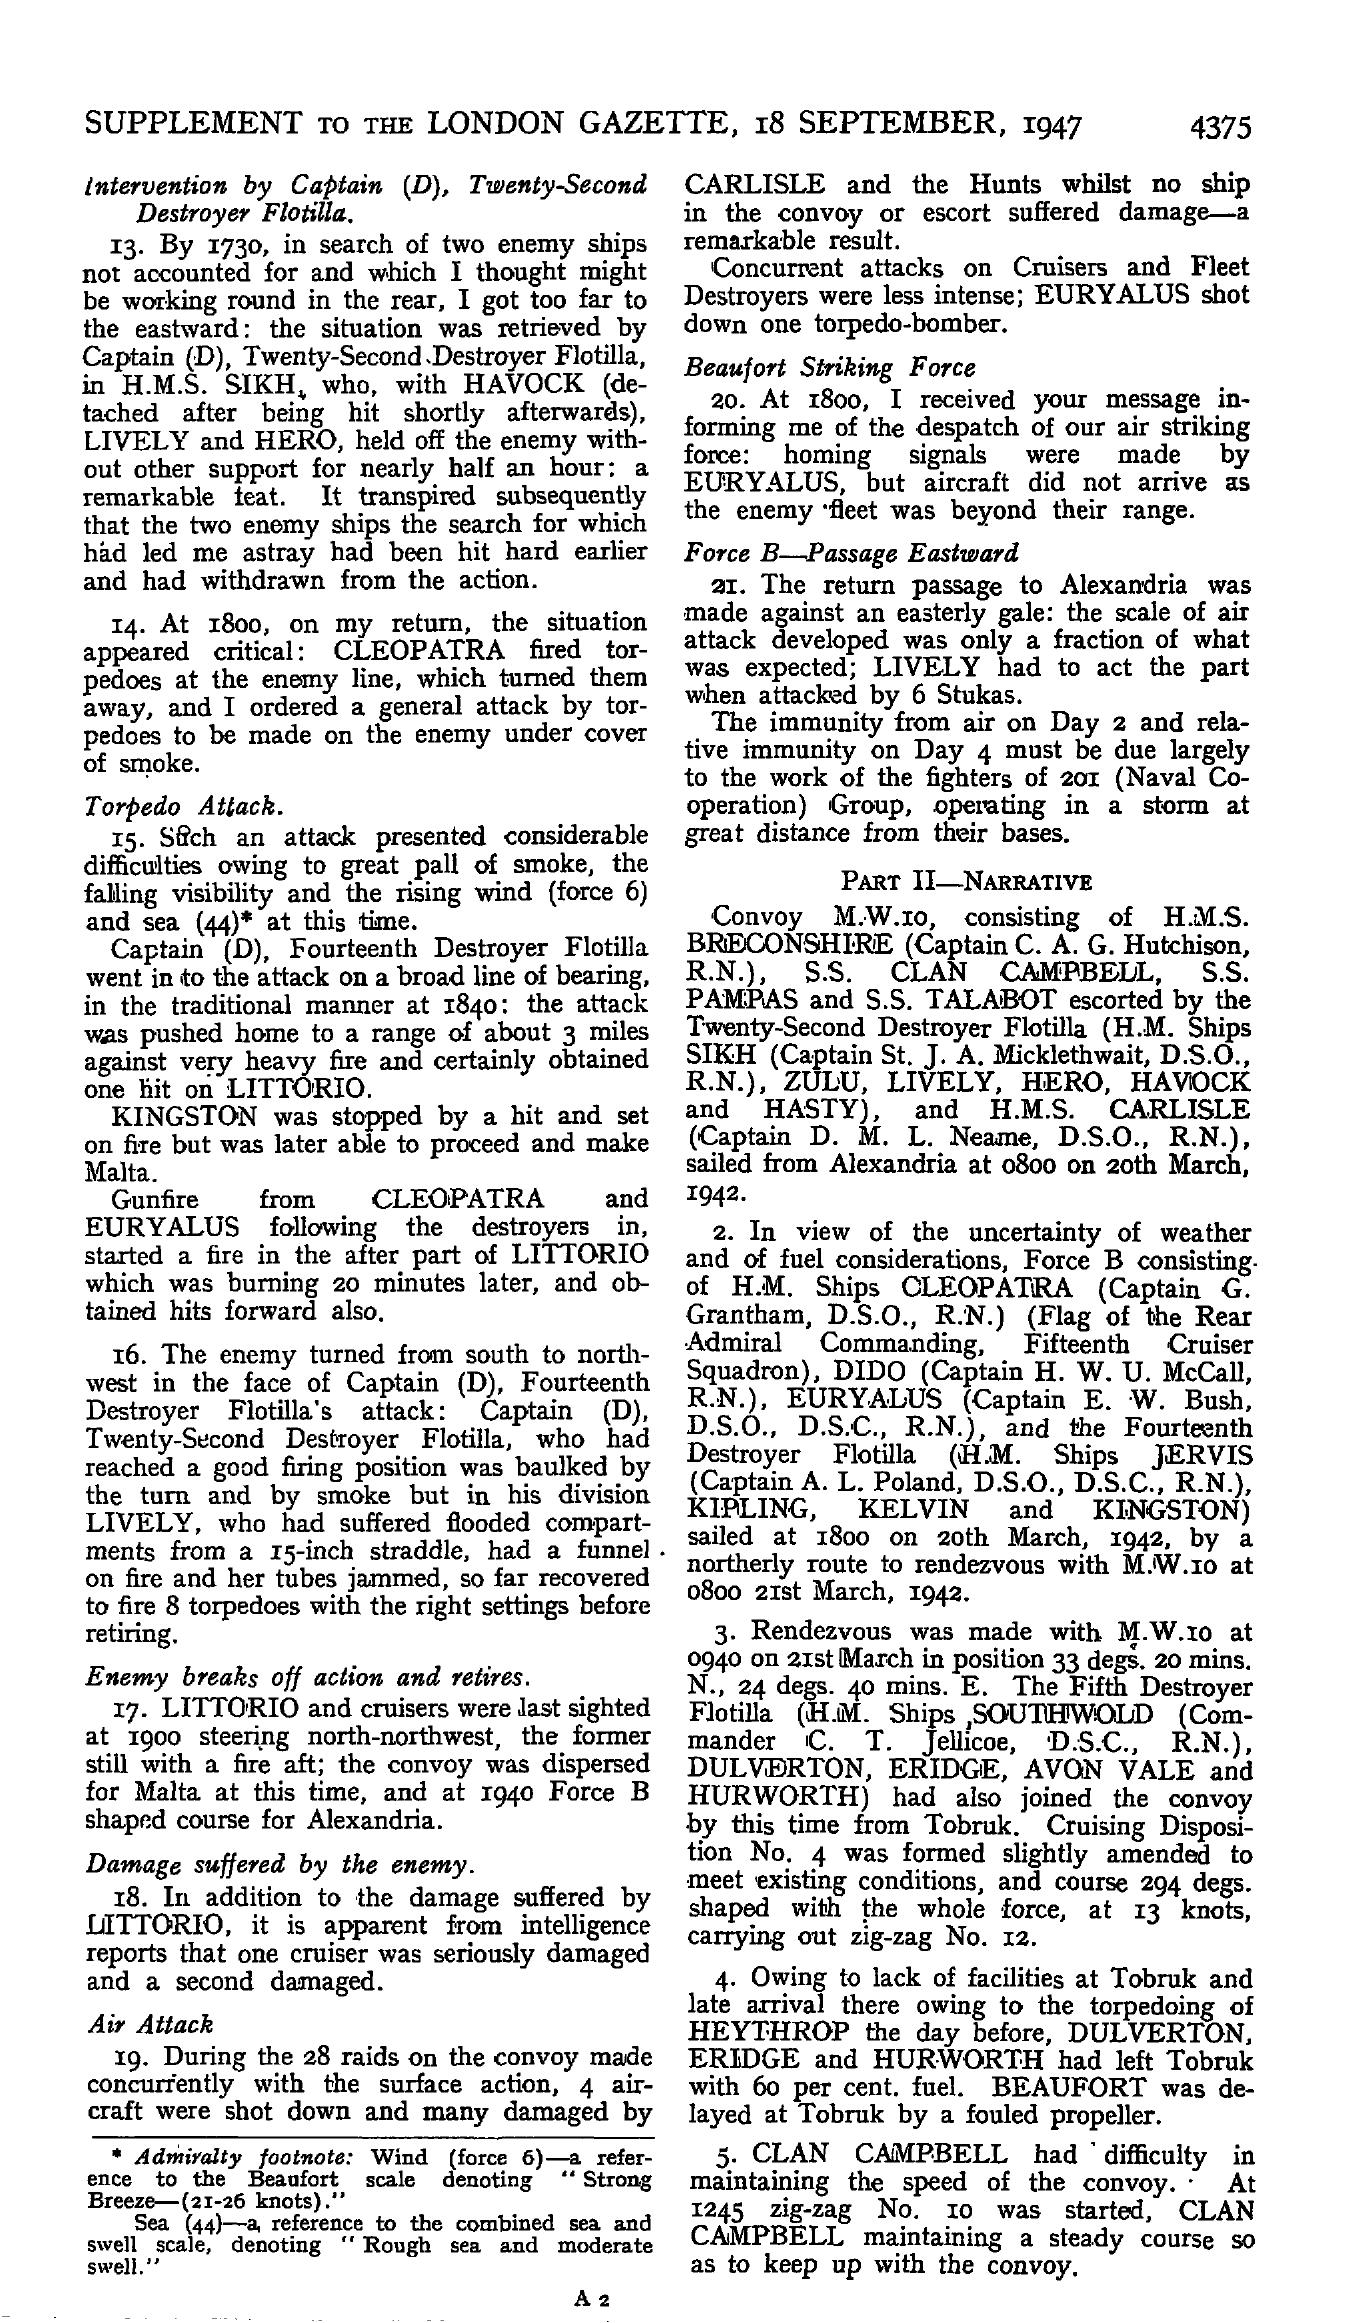 SUPPLEMENT TO THE LONDON GAZETTE, 18 SEPTEMBER, 1947 4375
Intervention by Captain (D), Twenty-Second
Destroyer Flotilla.
13. By 1730, in search of two enemy ships
not accounted for and which I thought might
be working round in the rear, I got too far to
the eastward: the situation was retrieved by
Captain (D), Twenty-Second Destroyer Flotilla,
in H.M.S. SIKH, who, with HAVOCK (de-
tached after being hit shortly afterwards),
LIVELY and HERO, held off the enemy with-
out other support for nearly half an hour: a
remarkable feat. It transpired subsequently
that the two enemy ships the search for which
had led me astray had been hit hard earlier
and had withdrawn from the action.
14. At 1800, on my return, the situation
appeared critical: CLEOPATRA fired tor-
pedoes at the enemy line, which turned them
away, and I ordered a general attack by tor-
pedoes to be made on the enemy under cover
of smoke.
Torpedo Attack.
15. Such an attack presented considerable
difficulties owing to great pall of smoke, the
falling visibility and the rising wind (force 6)
and sea (44)* at this time.
Captain (D), Fourteenth Destroyer Flotilla
went in to the attack on a broad line of bearing,
in the traditional manner at 1840: the attack
was pushed home to a range of about 3 miles
against very heavy fire and certainly obtained
one hit on LITTORIO.
KINGSTON was stopped by a hit and set
on fire but was later able to proceed and make
Malta.
Gunfire from CLEOPATRA and
EURYALUS following the destroyers in,
started a fire in the after part of LITTORIO
which was burning 20 minutes later, and ob-
tained hits forward also.
16. The enemy turned from south to north-
west in the face of Captain (D), Fourteenth
Destroyer Flotilla's attack: Captain (D),
Twenty-Second Destroyer Flotilla, who had
reached a good firing position was baulked by
the turn and by smoke but in his division
LIVELY, who had suffered flooded compart-
ments from a 15-inch straddle, had a funnel
on fire and her tubes jammed, so far recovered
to fire 8 torpedoes with the right settings before
retiring.
Enemy breaks off action and retires.
17. LITTORIO and cruisers were last sighted
at 1900 steering north-northwest, the former
still with a fire aft; the convoy was dispersed
for Malta at this time, and at 1940 Force B
shaped course for Alexandria.
Damage suffered by the enemy.
18. In addition to the damage suffered by
LITTORIO, it is apparent from intelligence
reports that one cruiser was seriously damaged
and a second damaged.
Air Attack
19. During the 28 raids on the convoy made
concurrently with the surface action, 4 air-
craft were shot down and many damaged by
* Admiralty footnote: Wind (force 6)—a refer-
ence to the Beaufort scale denoting "Strong
Breeze—(21-26 knots)."
Sea (44)—a reference to the combined sea and
swell scale, denoting "Rough sea and moderate
swell."
CARLISLE and the Hunts whilst no ship
in the convoy or escort suffered damage—a
remarkable result.
Concurrent attacks on Cruisers and Fleet
Destroyers were less intense; EURYALUS shot
down one torpedo-bomber.
Beaufort Striking Force
20. At 1800, I received your message in-
forming me of the despatch of our air striking
force: homing signals were made by
EURYALUS, but aircraft did not arrive as
the enemy fleet was beyond their range.
Force B—Passage Eastward
21. The return passage to Alexandria was
made against an easterly gale: the scale of air
attack developed was only a fraction of what
was expected; LIVELY had to act the part
when attacked by 6 Stukas.
The immunity from air on Day 2 and rela-
tive immunity on Day 4 must be due largely
to the work of the fighters of 201 (Naval Co-
operation) Group, operating in a storm at
great distance from their bases.
PART II—NARRATIVE
Convoy M.W.10, consisting of H.M.S.
BRECONSHIRE (Captain C. A. G. Hutchison,
R.N.), S.S. CLAN CAMPBELL, S.S.
PAMPAS and S.S. TALABOT escorted by the
Twenty-Second Destroyer Flotilla (H.M. Ships
SIKH (Captain St. J. A. Micklethwait, D.S.O.,
R.N.), ZULU, LIVELY, HERO, HAVOCK
and HASTY), and H.M.S. CARLISLE
(Captain D. M. L. Neame, D.S.O., R.N.),
sailed from Alexandria at 0800 on 20th March,
1942.
2. In view of the uncertainty of weather
and of fuel considerations, Force B consisting
of H.M. Ships CLEOPATRA (Captain G.
Grantham, D.S.O., R.N.) (Flag of the Rear
Admiral Commanding, Fifteenth Cruiser
Squadron), DIDO (Captain H. W. U. McCall,
R.N.), EURYALUS (Captain E. W. Bush,
D.S.O., D.S.C., R.N.), and the Fourteenth
Destroyer Flotilla (H.M. Ships JERVIS
(Captain A. L. Poland, D.S.O., D.S.C., R.N.),
KIPLING, KELVIN and KINGSTON)
sailed at 1800 on 20th March, 1942, by a
northerly route to rendezvous with M.W.10 at
0800 21st March, 1942.
3. Rendezvous was made with M.W.10 at
0940 on 21st March in position 33 degs. 20 mins.
N., 24 degs. 40 mins. E. The Fifth Destroyer
Flotilla (H.M. Ships SOUTHWOLD (Com-
mander C. T. Jellicoe, D.S.C., R.N.),
DULVERTON, ERIDGE, AVON VALE and
HURWORTH) had also joined the convoy
by this time from Tobruk. Cruising Disposi-
tion No. 4 was formed slightly amended to
meet existing conditions, and course 294 degs.
shaped with the whole force, at 13 knots,
carrying out zig-zag No. 12.
4. Owing to lack of facilities at Tobruk and
late arrival there owing to the torpedoing of
HEYTHROP the day before, DULVERTON,
ERIDGE and HURWORTH had left Tobruk
with 60 per cent. fuel. BEAUFORT was de-
layed at Tobruk by a fouled propeller.
5. CLAN CAMPBELL had difficulty in
maintaining the speed of the convoy. At
1245 zig-zag No. 10 was started, CLAN
CAMPBELL maintaining a steady course so
as to keep up with the convoy.
A 2